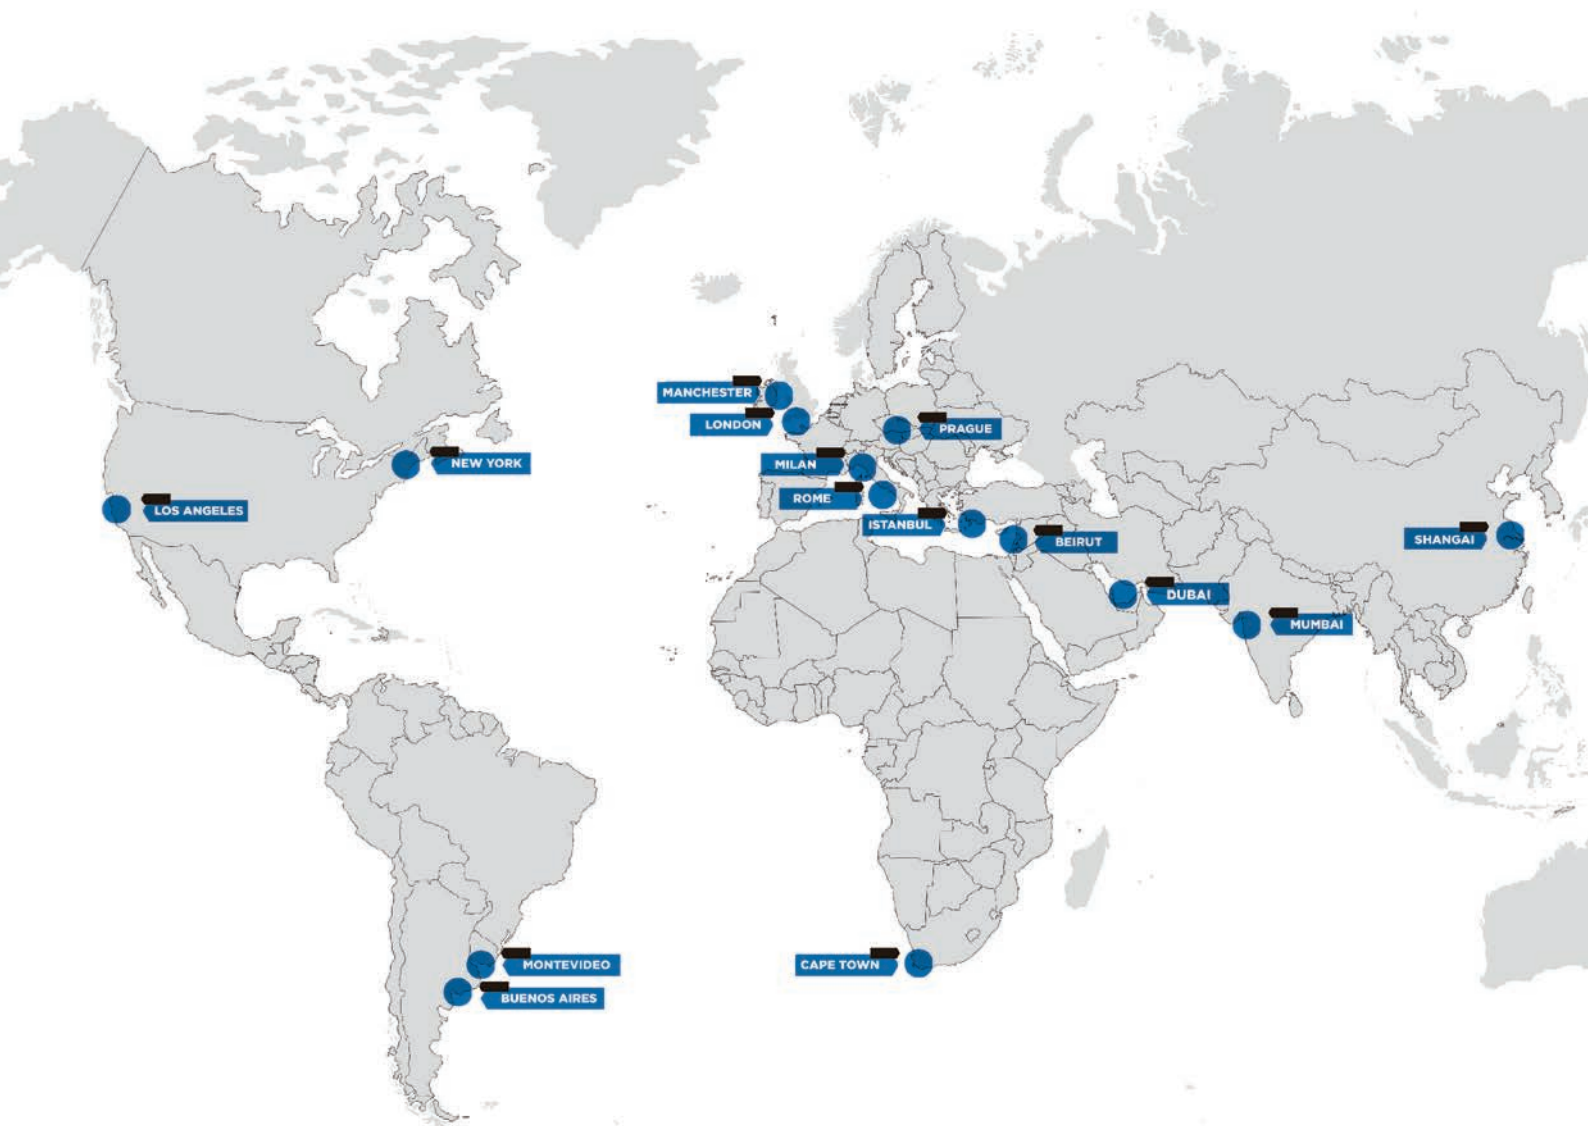 MANCHESTER
LONDON
PRAGUE
NEW YORK
MILAN
ROME
LOS ANGELES
ISTANBUL
BEIRUT
SHANGAI
DUBAI
MUMBAI
MONTEVIDEO
CAPE TOWN
BUENOS AIRES